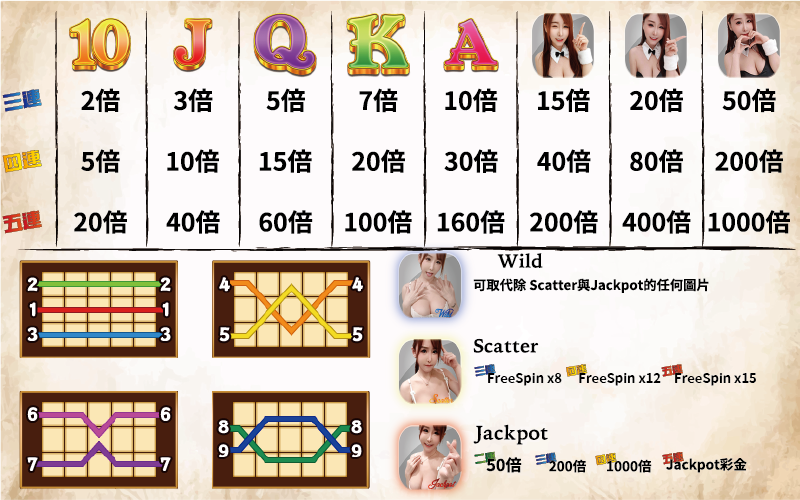 10 J Q K A
三連 2倍 3倍 5倍 7倍 10倍 15倍 20倍 50倍
四連 5倍 10倍 15倍 20倍 30倍 40倍 80倍 200倍
五連 20倍 40倍 60倍 100倍 160倍 200倍 400倍 1000倍
2 2
1 1
3 3
4 4
5 5
6 6
7 7
8 8
9 9
Wild
可取代除 Scatter與Jackpot的任何圖片
Wild
Scatter
三連 FreeSpin x8 四連 FreeSpin x12 五連 FreeSpin x15
Jackpot
二連 50倍 三連 200倍 四連 1000倍 五連 Jackpot彩金
Jackpot